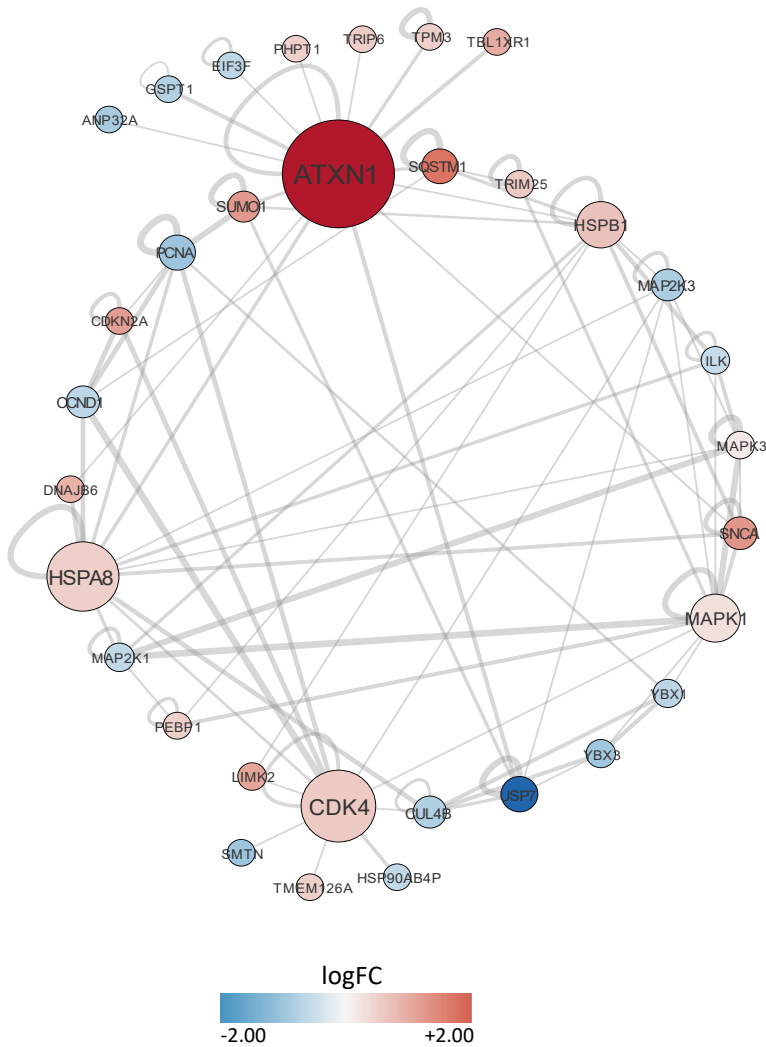 TRIP6
TPM3
TBL1XR1
PHPT1
EIF3F
GSPT1
ANP32A
ATXN1
SQSTM1
TRIM25
SUMO1
HSPB1
PCNA
MAP2K3
CDKN2A
ILK
CCND1
MAPK3
DNAJB6
SNCA
HSPA8
MAPK1
MAP2K1
YBX1
PEBP1
YBX3
LIMK2
USP7
CDK4
CUL4B
SMTN
HSP90AB4P
TMEM126A
logFC
-2.00 +2.00